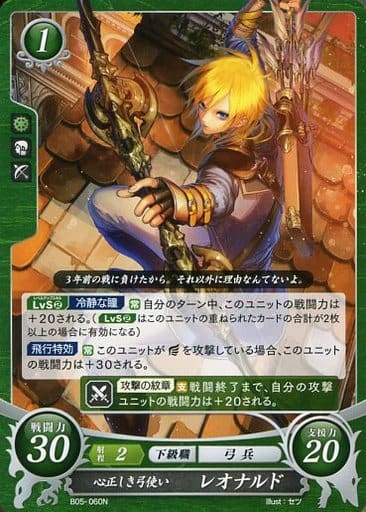 1
３年前の戦に負けたから。それ以外に理由なんてないよ。
LvS2 冷静な瞳 常 自分のターン中、このユニットの戦闘力は
+20される。（LvS2はこのユニットの重ねられたカードの合計が2枚
以上の場合に有効になる）
飛行特効 常 このユニットが を攻撃している場合、このユニット
の戦闘力は+30される。
攻撃の紋章 支 戦闘終了まで、自分の攻撃
ユニットの戦闘力は+20される。
戦闘力
30
射程 2
下級職
弓兵
支援力
20
心正しき弓使い レオナルド
B05-060N
Illust：セツ